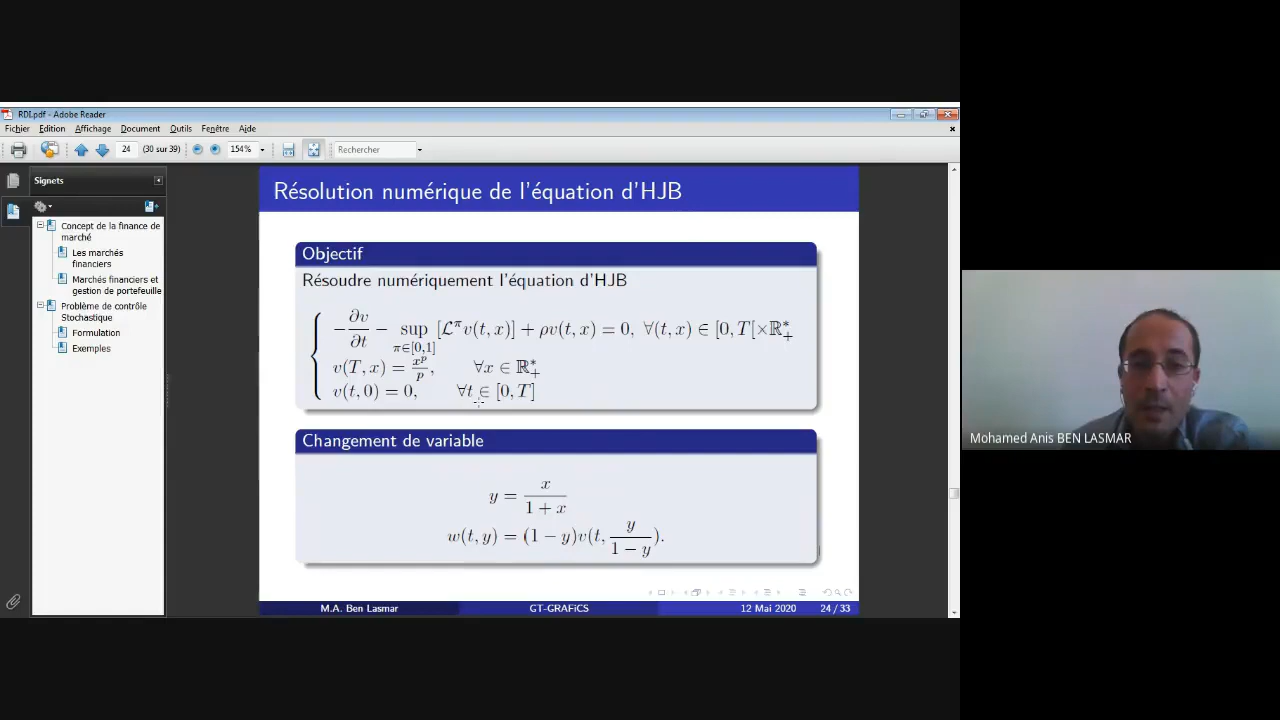 RDI.pdf - Adobe Reader
Fichier Edition Affichage Document Outils Fenêtre Aide
24 (30 sur 39) 154% Rechercher
Signets
Concept de la finance de
marché
Les marchés
financiers
Marchés financiers et
gestion de portefeuille
Problème de contrôle
Stochastique
Formulation
Exemples
Résolution numérique de l'équation d'HJB
Objectif
Résoudre numériquement l'équation d'HJB
−∂v/∂t − sup π∈[0,1] [ℒ^π v(t, x)] + ρv(t, x) = 0, ∀(t, x) ∈ [0, T[×ℝ*₊
v(T, x) = x^p/p, ∀x ∈ ℝ*₊
v(t, 0) = 0, ∀t ∈ [0, T]
Changement de variable
y = x/(1 + x)
w(t, y) = (1 − y)v(t, y/(1 − y)).
M.A. Ben Lasmar GT-GRAFiCS 12 Mai 2020 24 / 33
Mohamed Anis BEN LASMAR